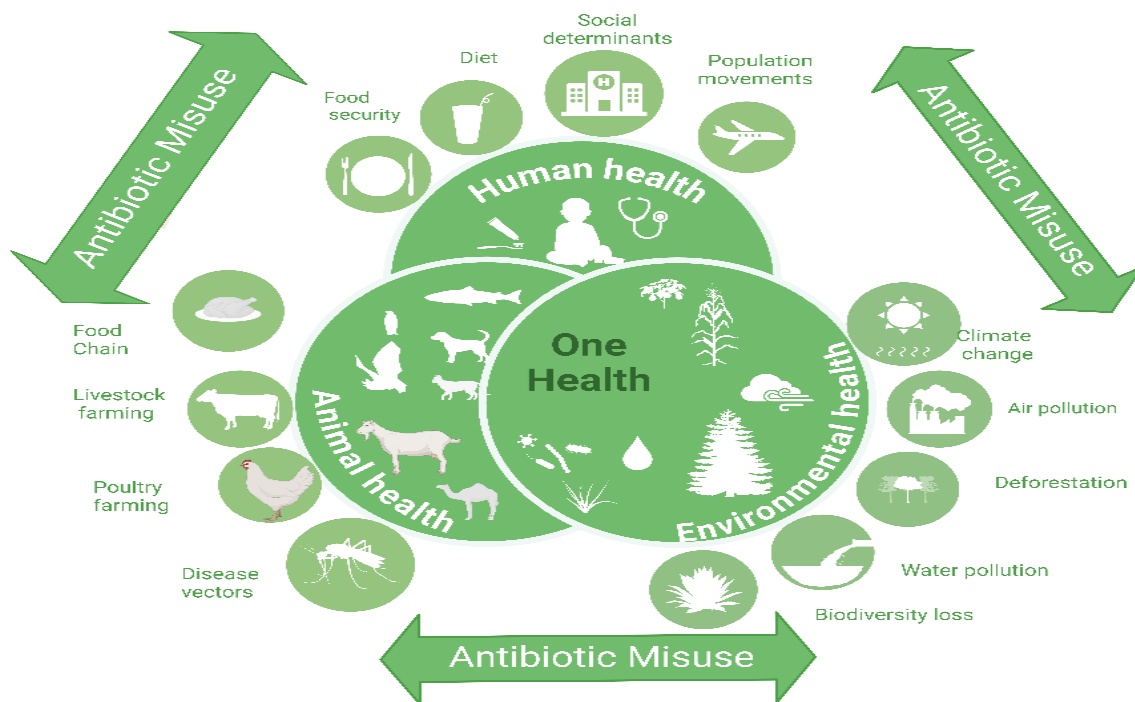 Social
determinants
Diet
Population
movements
Food
security
Antibiotic Misuse
Antibiotic Misuse
Human health
H
One
Health
Animal health
Environmental health
Food
Chain
Livestock
farming
Poultry
farming
Disease
vectors
Climate
change
Air pollution
Deforestation
Water pollution
Biodiversity loss
Antibiotic Misuse